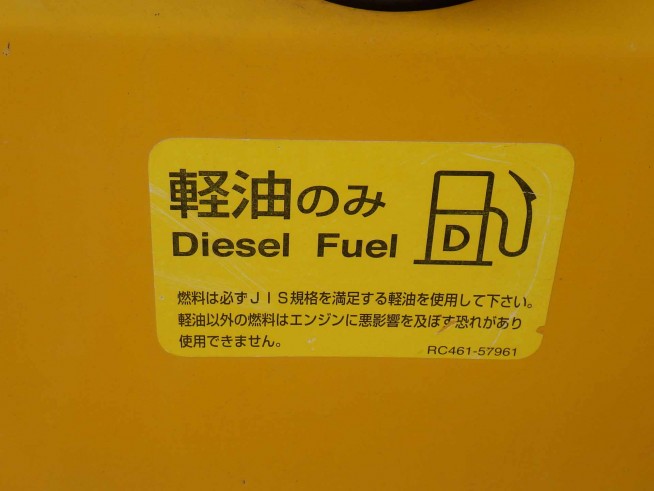 軽油のみ
Diesel Fuel
D
燃料は必ずＪＩＳ規格を満足する軽油を使用して下さい。
軽油以外の燃料はエンジンに悪影響を及ぼす恐れがあり
使用できません。
RC461-57961